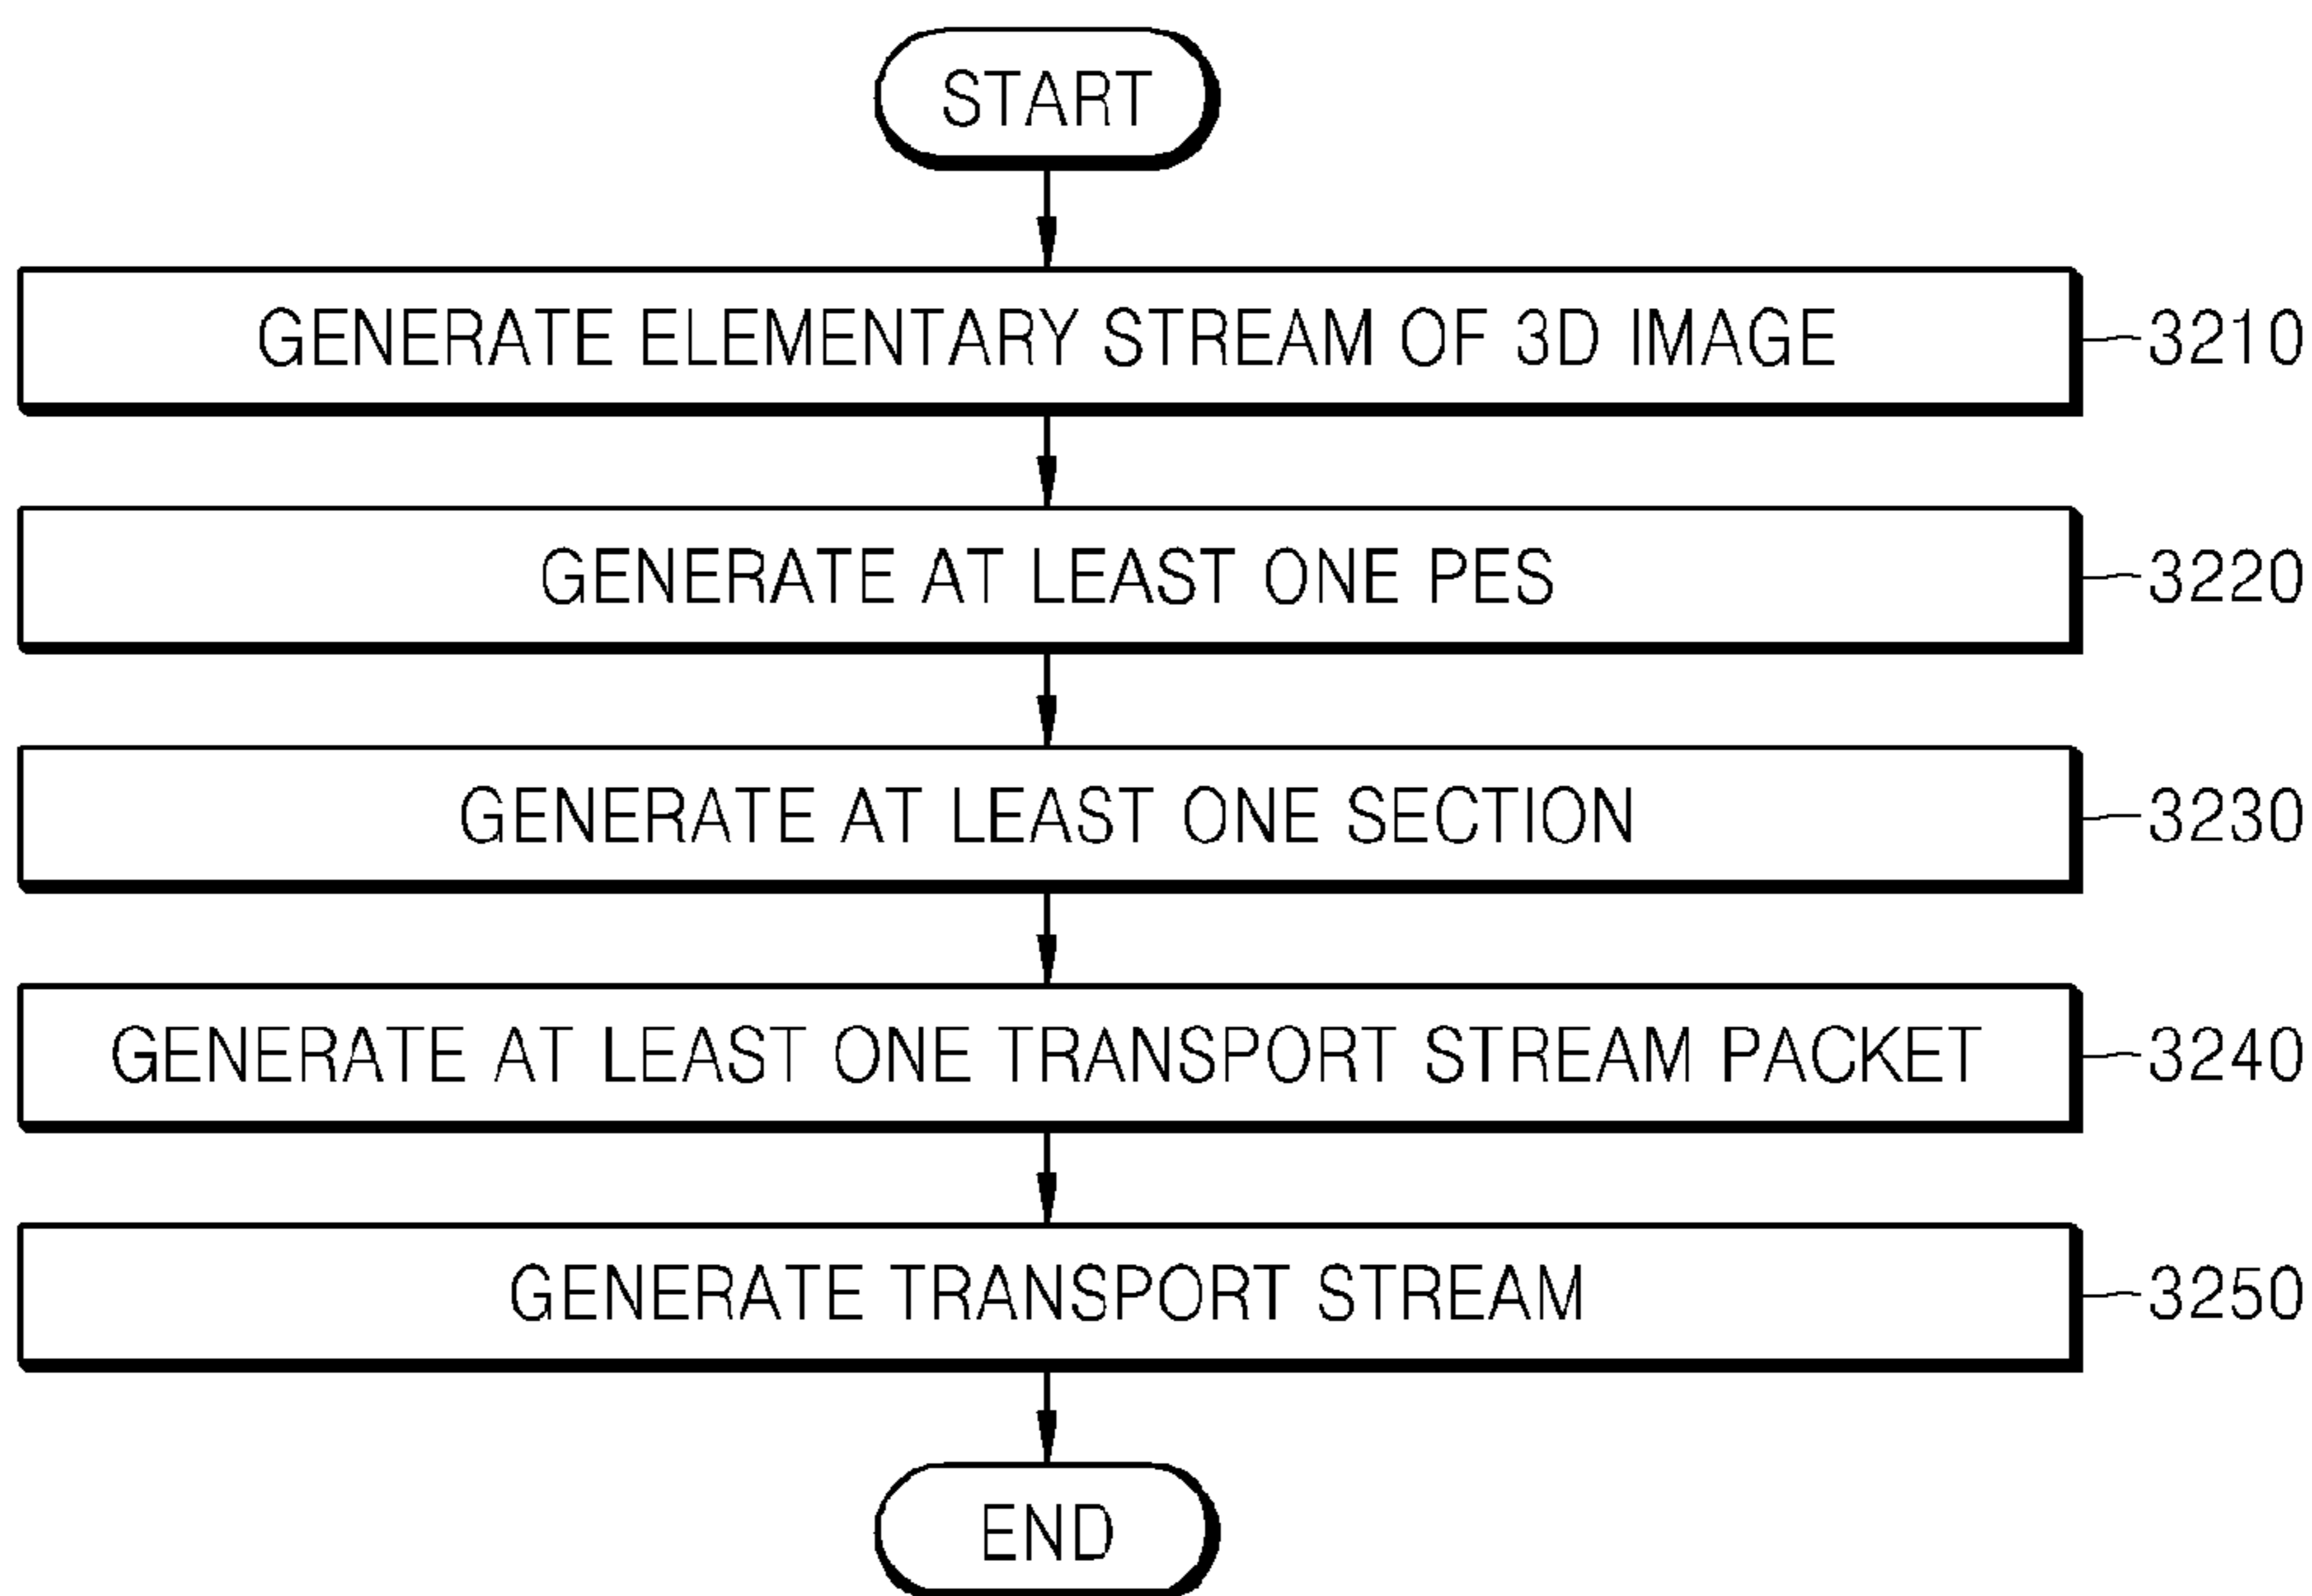 START
GENERATE ELEMENTARY STREAM OF 3D IMAGE 3210
GENERATE AT LEAST ONE PES 3220
GENERATE AT LEAST ONE SECTION 3230
GENERATE AT LEAST ONE TRANSPORT STREAM PACKET 3240
GENERATE TRANSPORT STREAM 3250
END